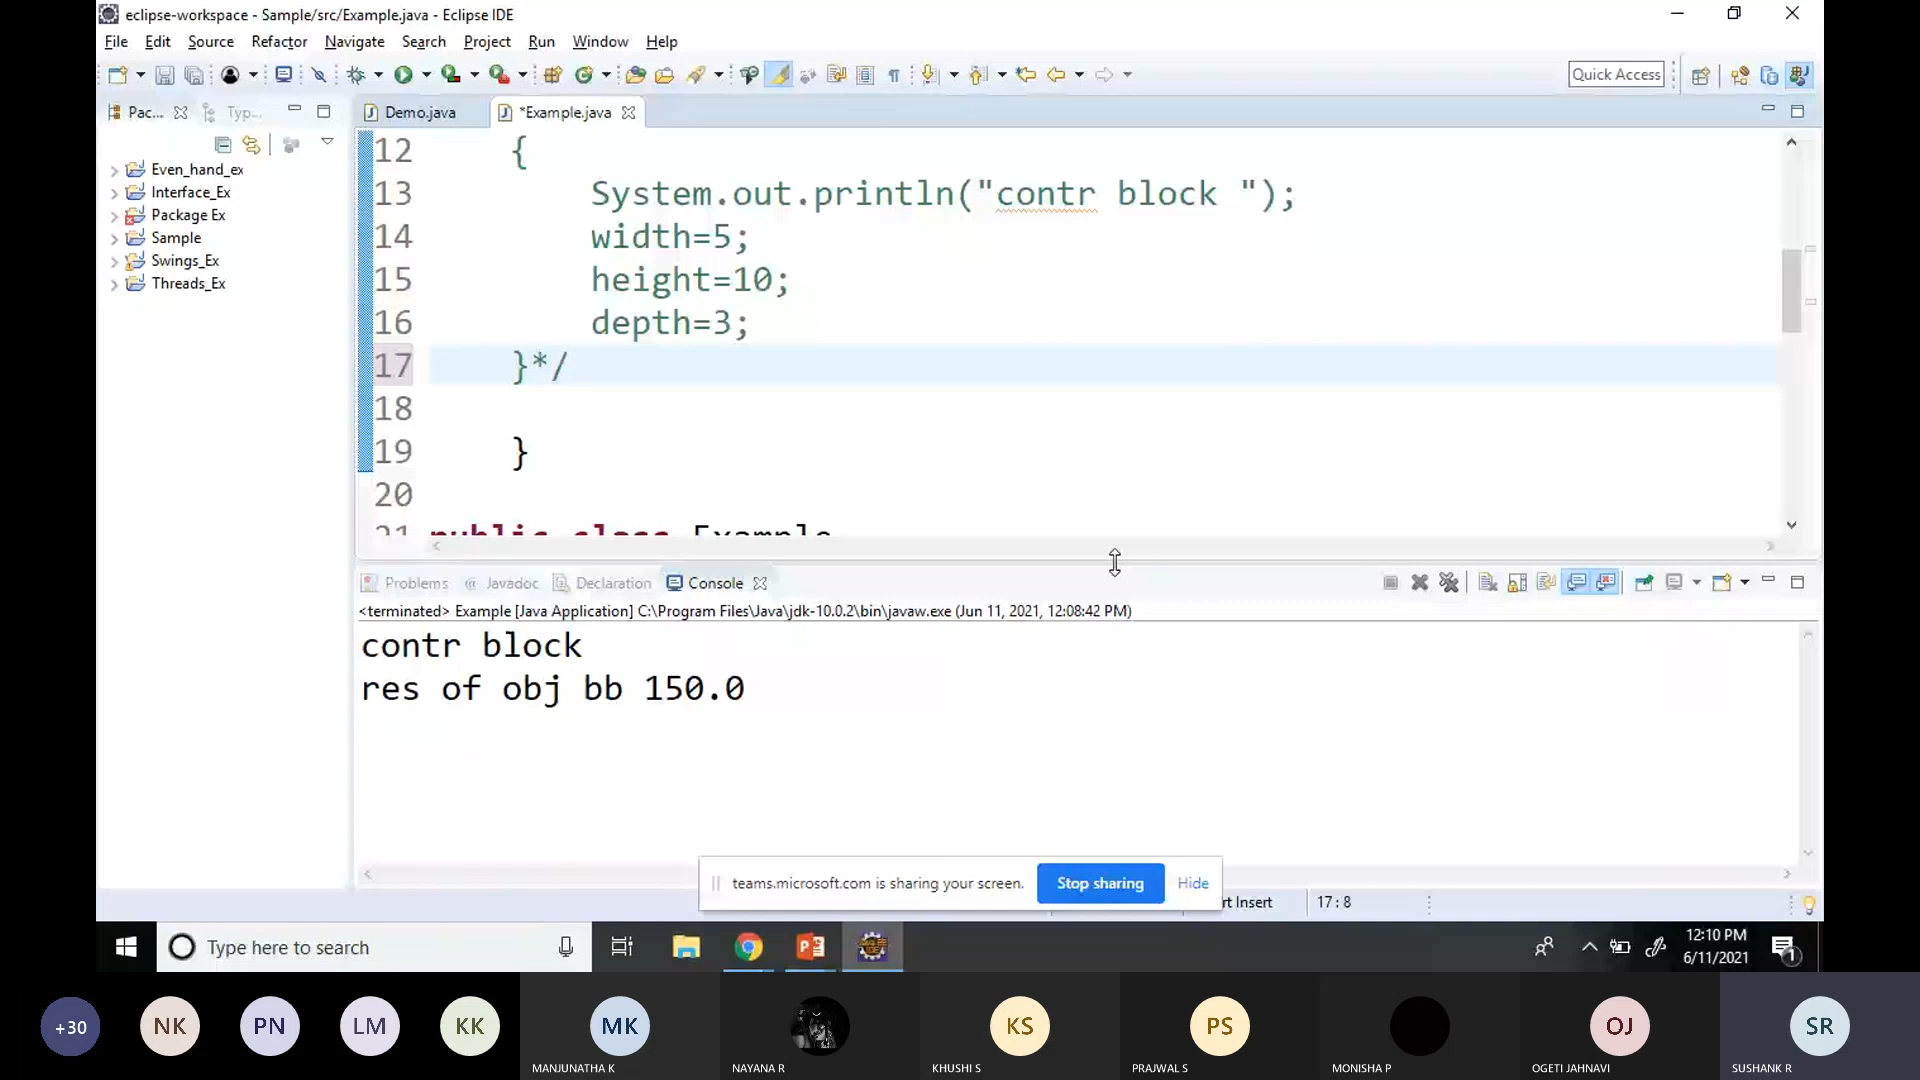 eclipse-workspace - Sample/src/Example.java - Eclipse IDE
File Edit Source Refactor Navigate Search Project Run Window Help
Quick Access
Pac... Typ...
Demo.java *Example.java
Even_hand_ex
Interface_Ex
Package Ex
Sample
Swings_Ex
Threads_Ex
12 {
13 System.out.println("contr block ");
14 width=5;
15 height=10;
16 depth=3;
17 }*/
18
19 }
20
21 public class Example
Problems @ Javadoc Declaration Console
<terminated> Example [Java Application] C:\Program Files\Java\jdk-10.0.2\bin\javaw.exe (Jun 11, 2021, 12:08:42 PM)
contr block
res of obj bb 150.0
teams.microsoft.com is sharing your screen. Stop sharing Hide
rt Insert 17 : 8
Type here to search
12:10 PM
6/11/2021
1
+30 NK PN LM KK MK KS PS OJ SR
MANJUNATHA K NAYANA R KHUSHI S PRAJWAL S MONISHA P OGETI JAHNAVI SUSHANK R